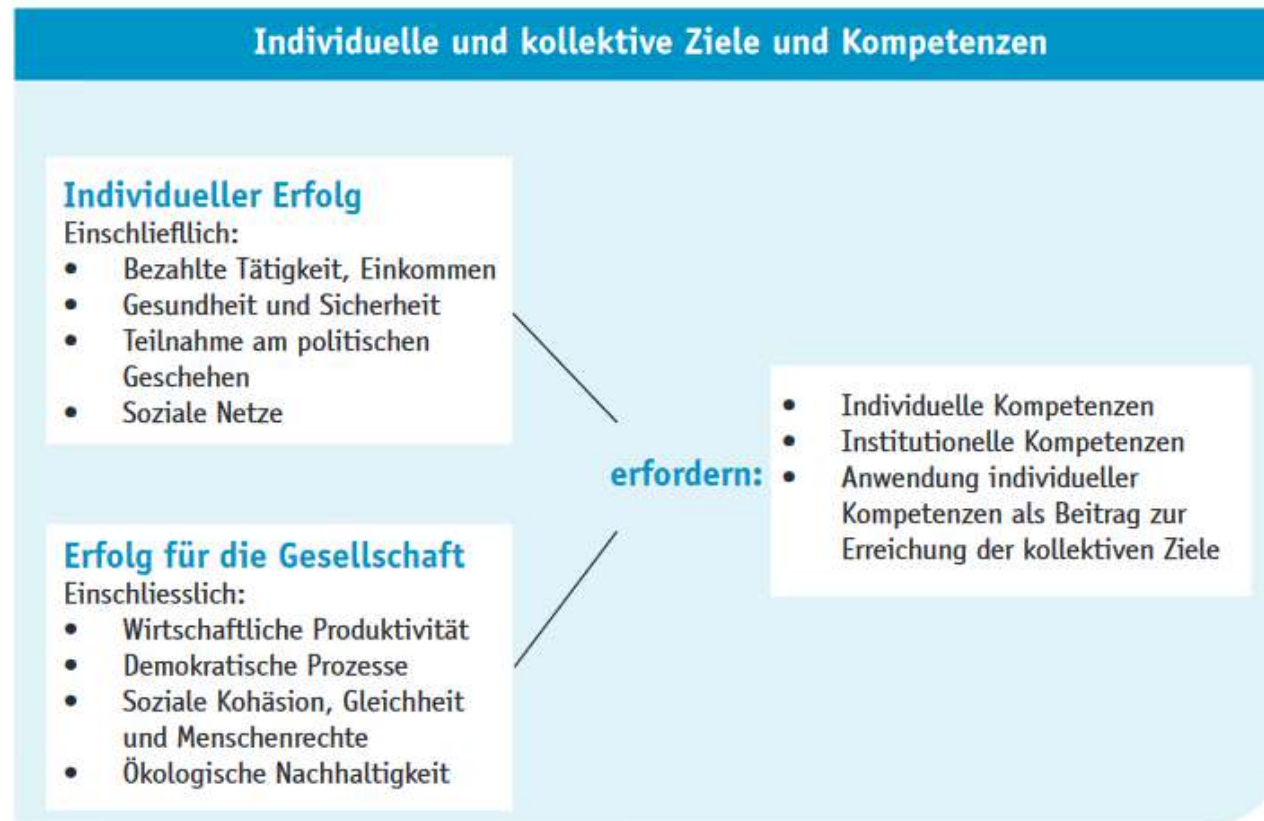 Individuelle und kollektive Ziele und Kompetenzen
Individueller Erfolg
Einschliefllich:
• Bezahlte Tätigkeit, Einkommen
• Gesundheit und Sicherheit
• Teilnahme am politischen
Geschehen
• Soziale Netze
erfordern:
• Individuelle Kompetenzen
• Institutionelle Kompetenzen
• Anwendung individueller
Kompetenzen als Beitrag zur
Erreichung der kollektiven Ziele
Erfolg für die Gesellschaft
Einschliesslich:
• Wirtschaftliche Produktivität
• Demokratische Prozesse
• Soziale Kohäsion, Gleichheit
und Menschenrechte
• Ökologische Nachhaltigkeit